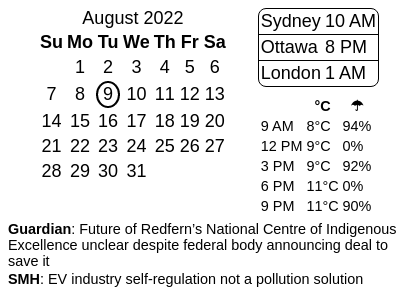 August 2022
Su Mo Tu We Th Fr Sa
1 2 3 4 5 6
7 8 9 10 11 12 13
14 15 16 17 18 19 20
21 22 23 24 25 26 27
28 29 30 31
Sydney 10 AM
Ottawa 8 PM
London 1 AM
°C ☂
9 AM 8°C 94%
12 PM 9°C 0%
3 PM 9°C 92%
6 PM 11°C 0%
9 PM 11°C 90%
Guardian: Future of Redfern’s National Centre of Indigenous
Excellence unclear despite federal body announcing deal to
save it
SMH: EV industry self-regulation not a pollution solution